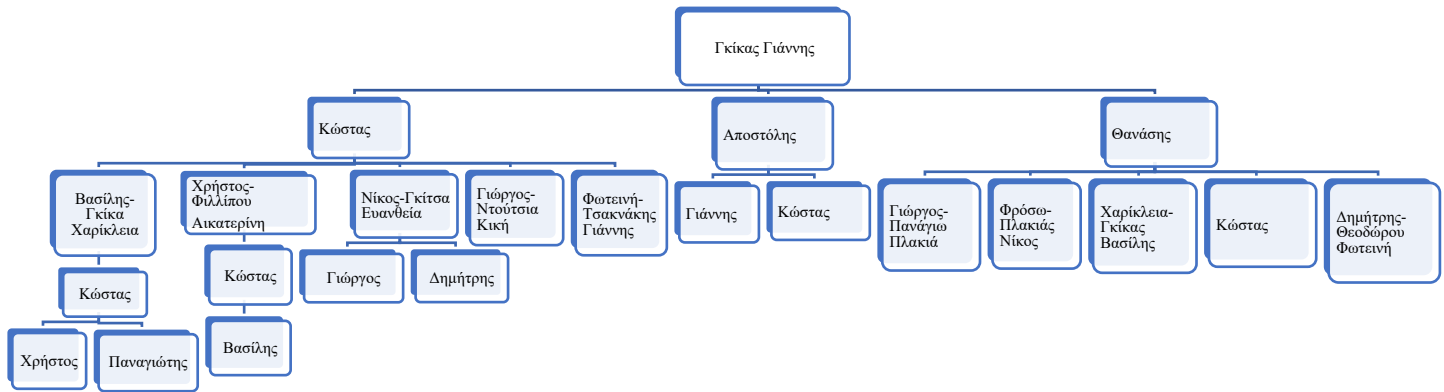 Γκίκας Γιάννης
Κώστας
Αποστόλης
Θανάσης
Βασίλης-
Γκίκα
Χαρίκλεια
Χρήστος-
Φιλλίπου
Αικατερίνη
Νίκος-Γκίτσα
Ευανθεία
Γιώργος-
Ντούτσια
Κική
Φωτεινή-
Τσακνάκης
Γιάννης
Γιάννης
Κώστας
Γιώργος-
Πανάγιω
Πλακιά
Φρόσω-
Πλακιάς
Νίκος
Χαρίκλεια-
Γκίκας
Βασίλης
Κώστας
Δημήτρης-
Θεοδώρου
Φωτεινή
Κώστας
Κώστας
Γιώργος
Δημήτρης
Χρήστος
Παναγιώτης
Βασίλης